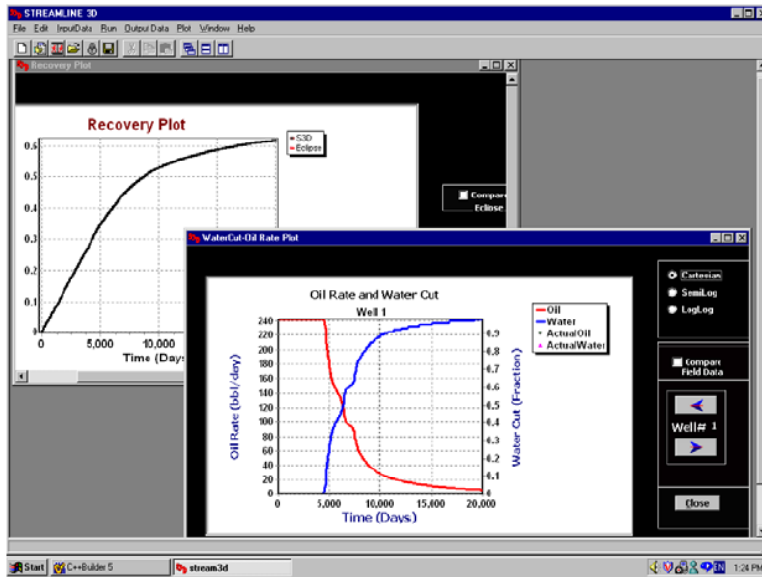 STREAMLINE 3D
File Edit InputData Run OutputData Plot Window Help
Recovery Plot
Recovery Plot
S3D
Eclipse
0.6
0.5
0.4
0.3
0.2
0.1
0
0 5,000 10,000
Time (Days)
Compare
Eclipse
WaterCut-Oil Rate Plot
Oil Rate and Water Cut
Well 1
Oil
Water
ActualOil
ActualWater
Oil Rate (bbl/day)
240
220
200
180
160
140
120
100
80
60
40
20
0
0.9
0.8
0.7
0.6
0.5
0.4
0.3
0.2
0.1
0
Water Cut (Fraction)
0 5,000 10,000 15,000 20,000
Time (Days)
Cartesian
SemiLog
LogLog
Compare
Field Data
Well# 1
Close
Start C++Builder 5 stream3d EN 1:24 PM